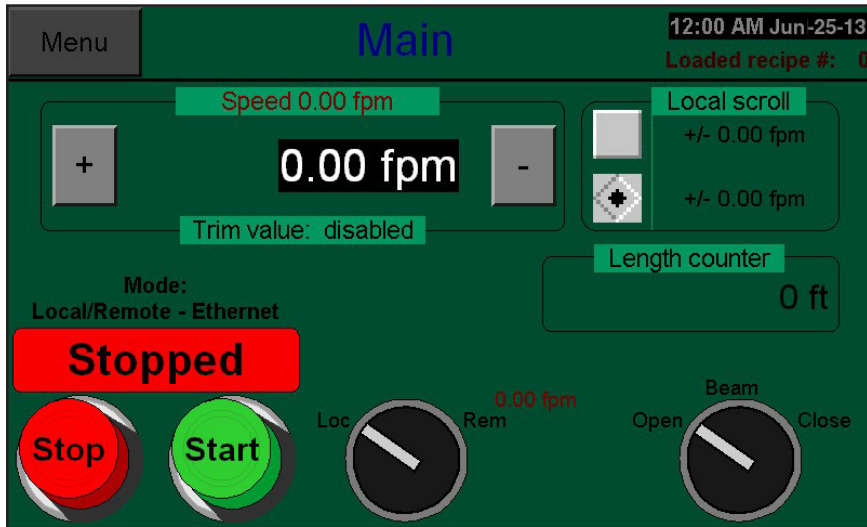 Menu
Main
12:00 AM Jun-25-13
Loaded recipe #: 0
Speed 0.00 fpm
+
0.00 fpm
-
Trim value: disabled
Local scroll
+/- 0.00 fpm
+/- 0.00 fpm
Length counter
0 ft
Mode:
Local/Remote - Ethernet
Stopped
Stop
Start
Loc
Rem
0.00 fpm
Beam
Open
Close